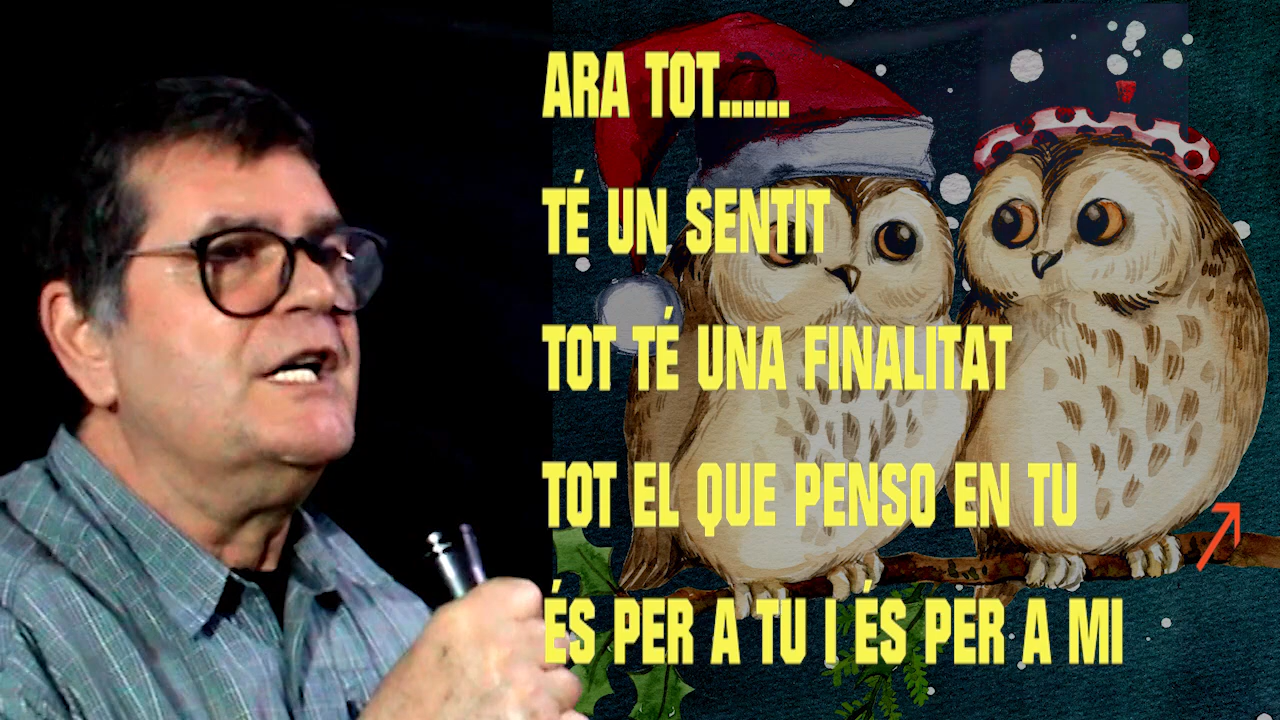 ARA TOT......
TÉ UN SENTIT
TOT TÉ UNA FINALITAT
TOT EL QUE PENSO EN TU
ÉS PER A TU I ÉS PER A MI